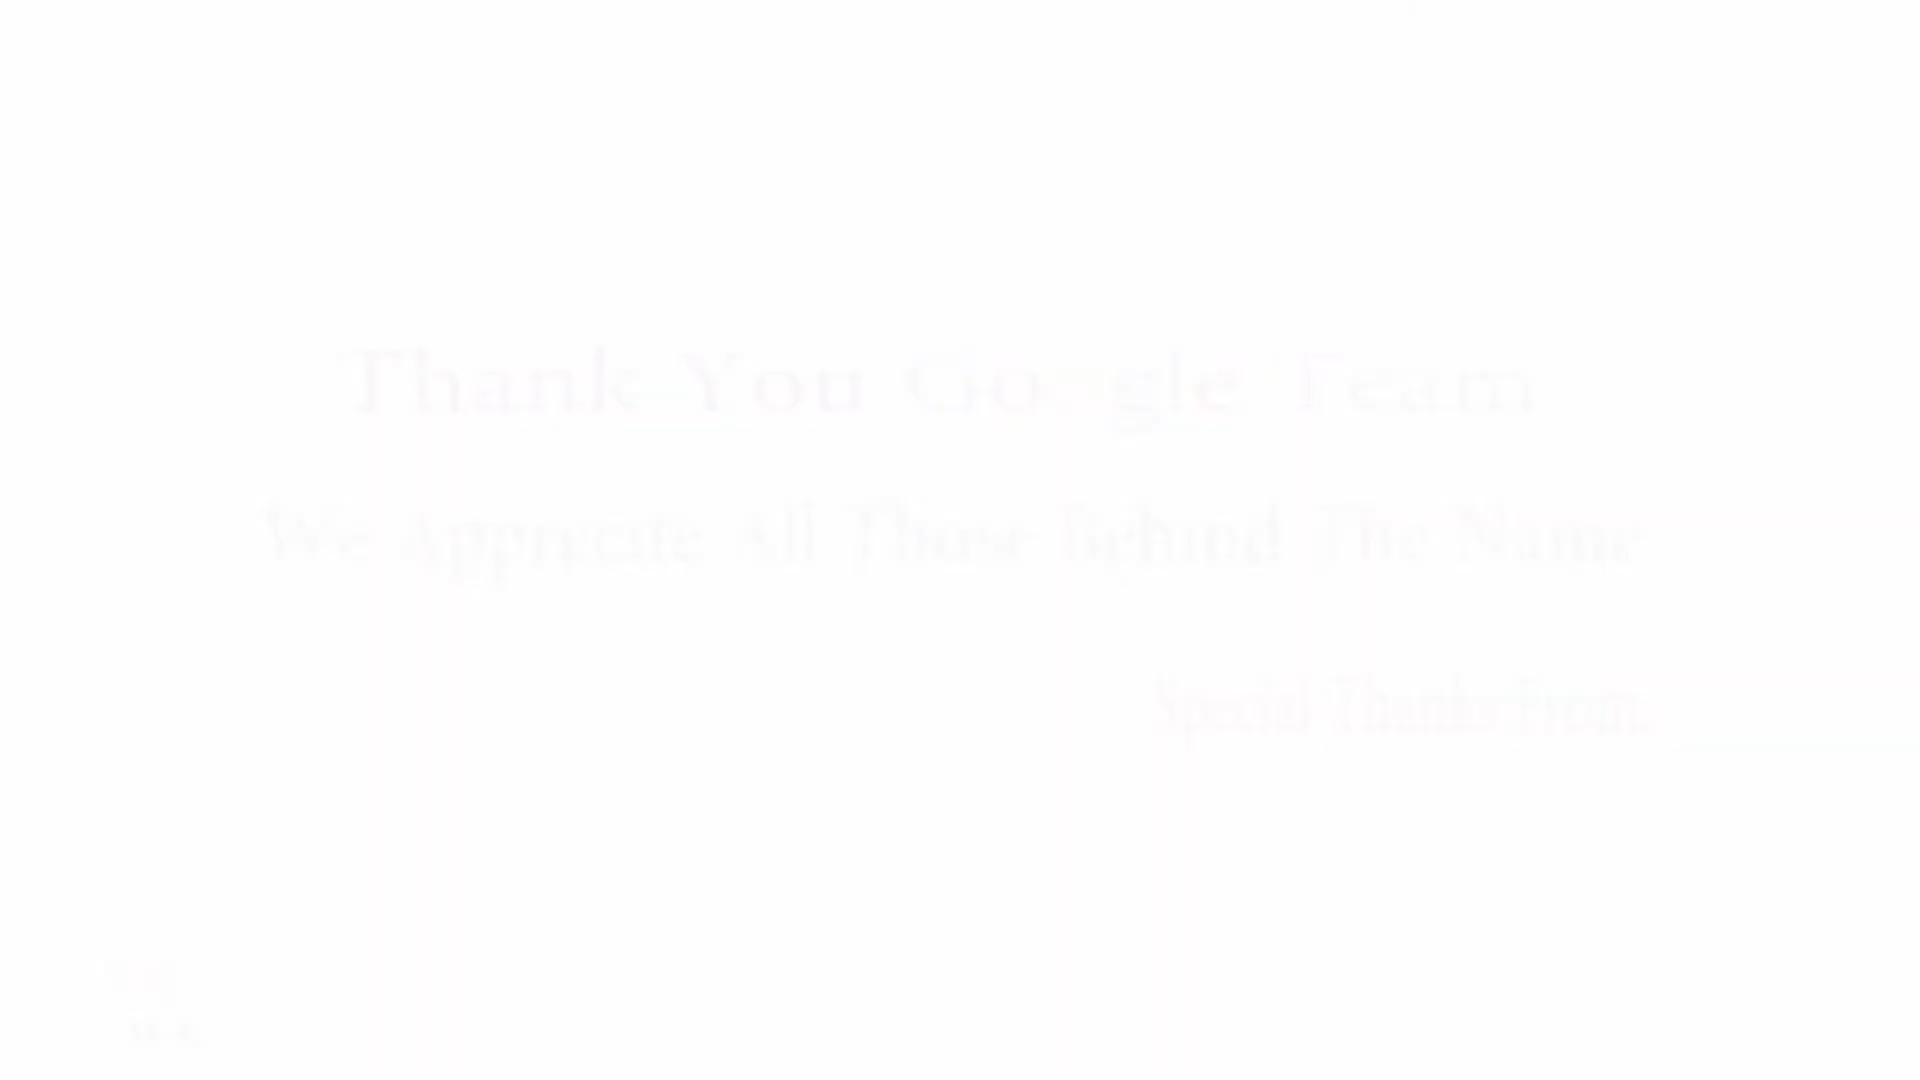 Thank You Google Team
We Appreciate All Those Behind The Name
Special Thanks From